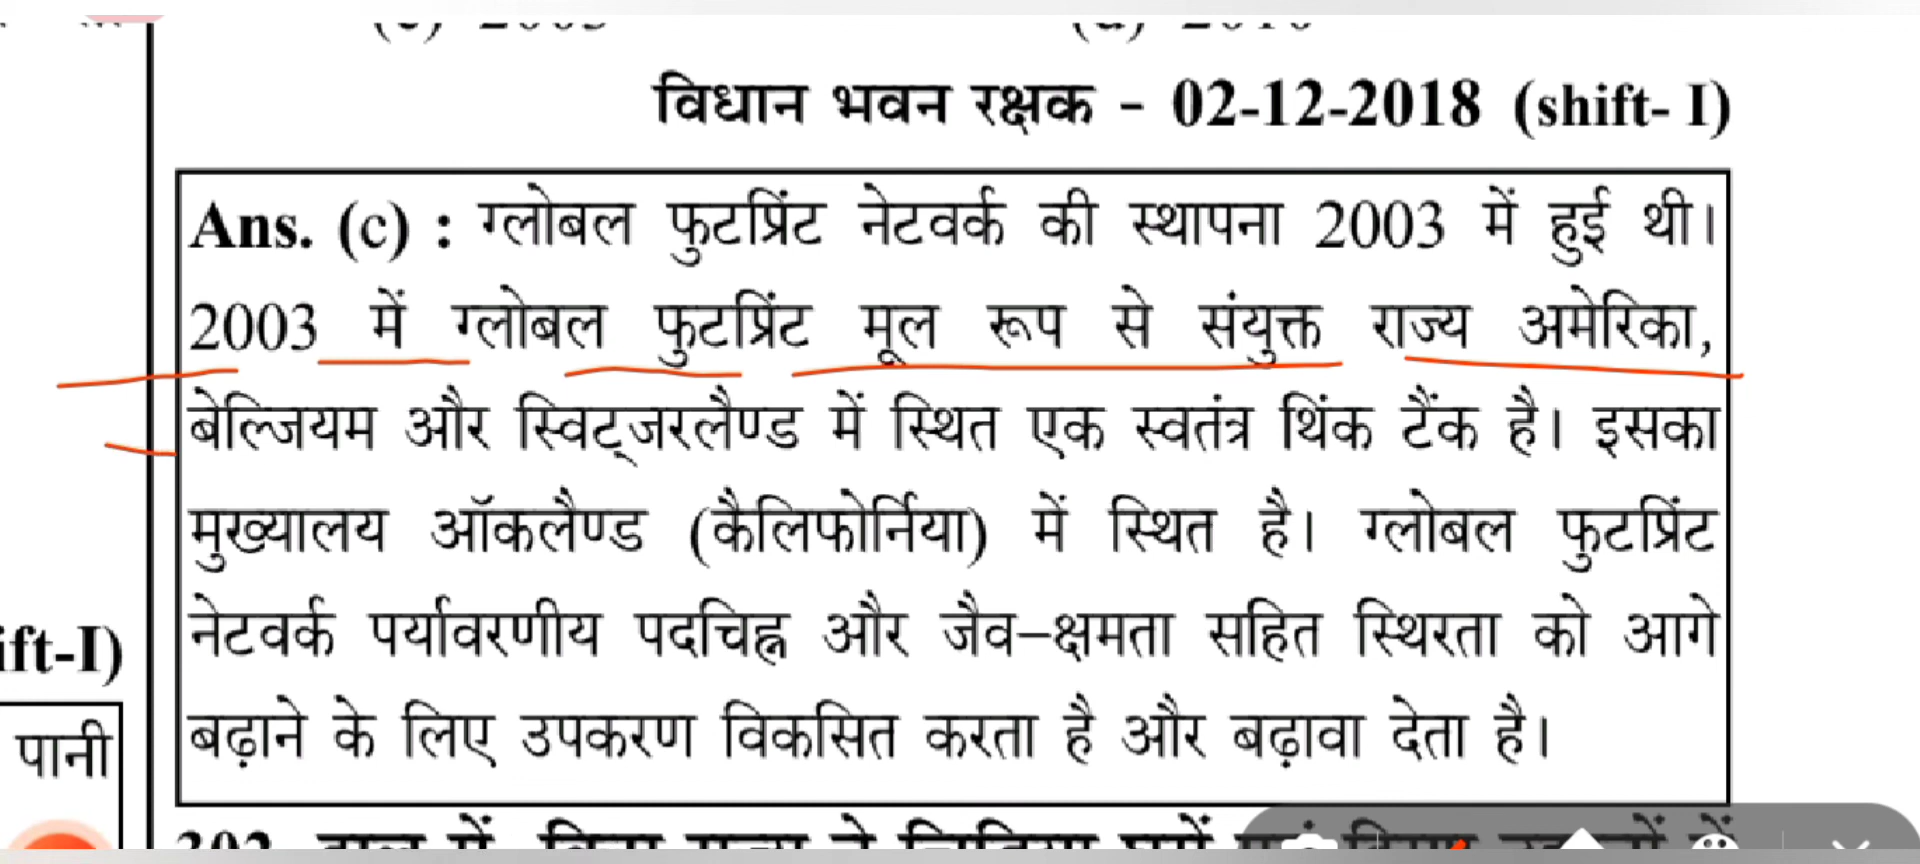 विधान भवन रक्षक - 02-12-2018 (shift- I)
Ans. (c) : ग्लोबल फुटप्रिंट नेटवर्क की स्थापना 2003 में हुई थी।
2003 में ग्लोबल फुटप्रिंट मूल रूप से संयुक्त राज्य अमेरिका,
बेल्जियम और स्विट्जरलैण्ड में स्थित एक स्वतंत्र थिंक टैंक है। इसका
मुख्यालय ऑकलैण्ड (कैलिफोर्निया) में स्थित है। ग्लोबल फुटप्रिंट
नेटवर्क पर्यावरणीय पदचिह्न और जैव–क्षमता सहित स्थिरता को आगे
बढ़ाने के लिए उपकरण विकसित करता है और बढ़ावा देता है।
ift-I)
पानी